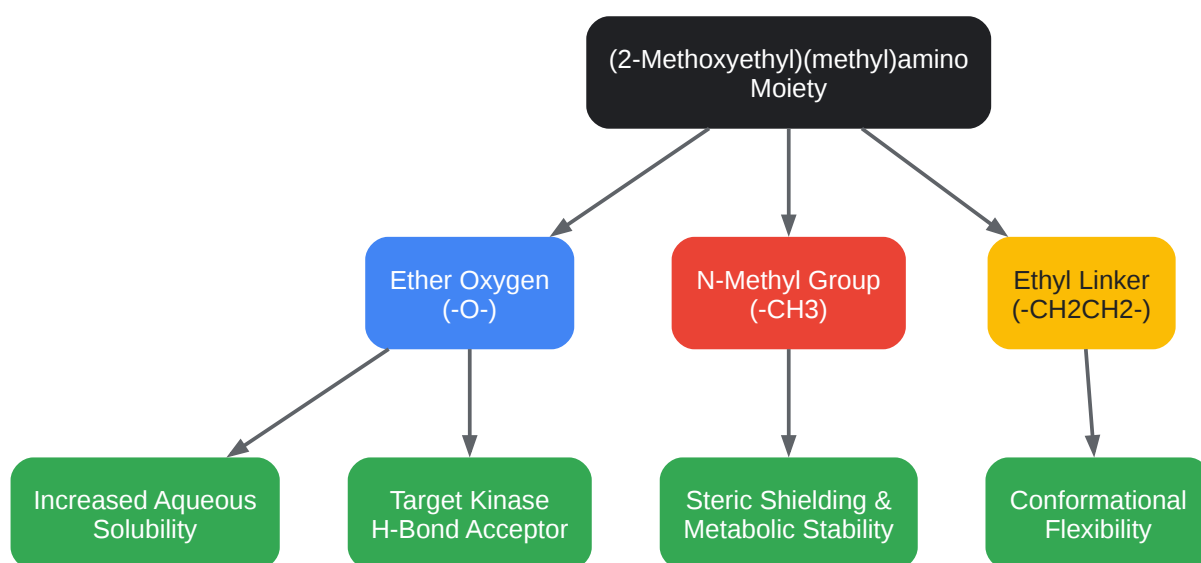 (2-Methoxyethyl)(methyl)amino
Moiety
Ether Oxygen
(-O-)
N-Methyl Group
(-CH3)
Ethyl Linker
(-CH2CH2-)
Increased Aqueous
Solubility
Target Kinase
H-Bond Acceptor
Steric Shielding &
Metabolic Stability
Conformational
Flexibility